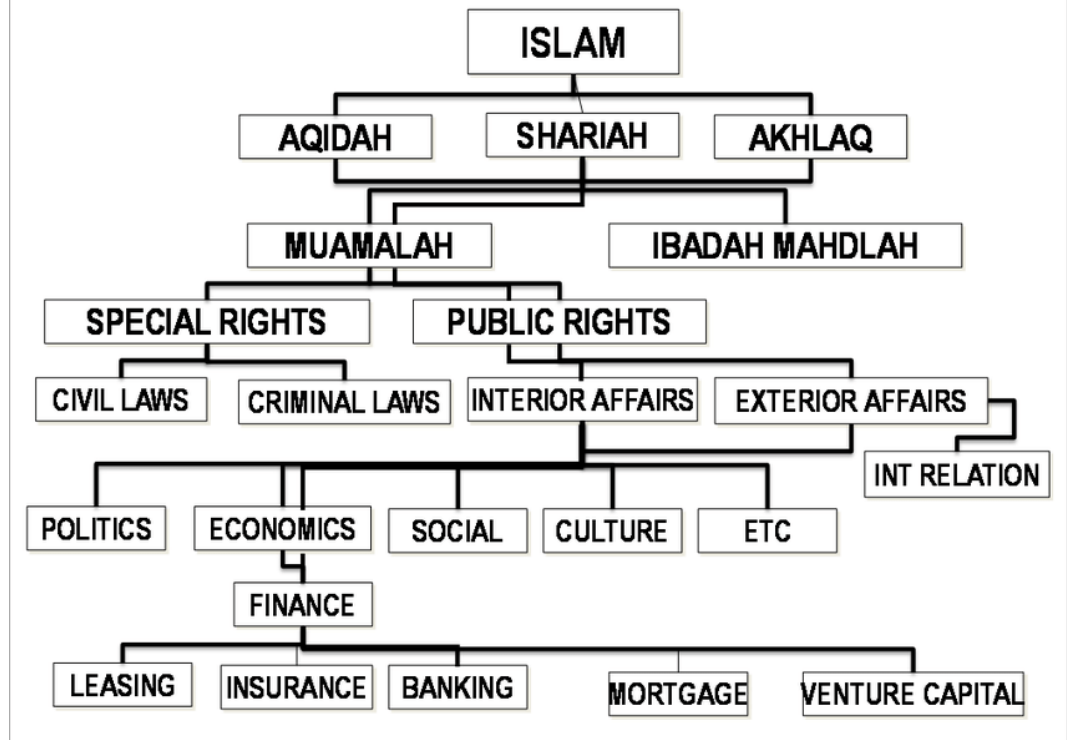 ISLAM
AQIDAH
SHARIAH
AKHLAQ
MUAMALAH
IBADAH MAHDLAH
SPECIAL RIGHTS
PUBLIC RIGHTS
CIVIL LAWS
CRIMINAL LAWS
INTERIOR AFFAIRS
EXTERIOR AFFAIRS
INT RELATION
POLITICS
ECONOMICS
SOCIAL
CULTURE
ETC
FINANCE
LEASING
INSURANCE
BANKING
MORTGAGE
VENTURE CAPITAL